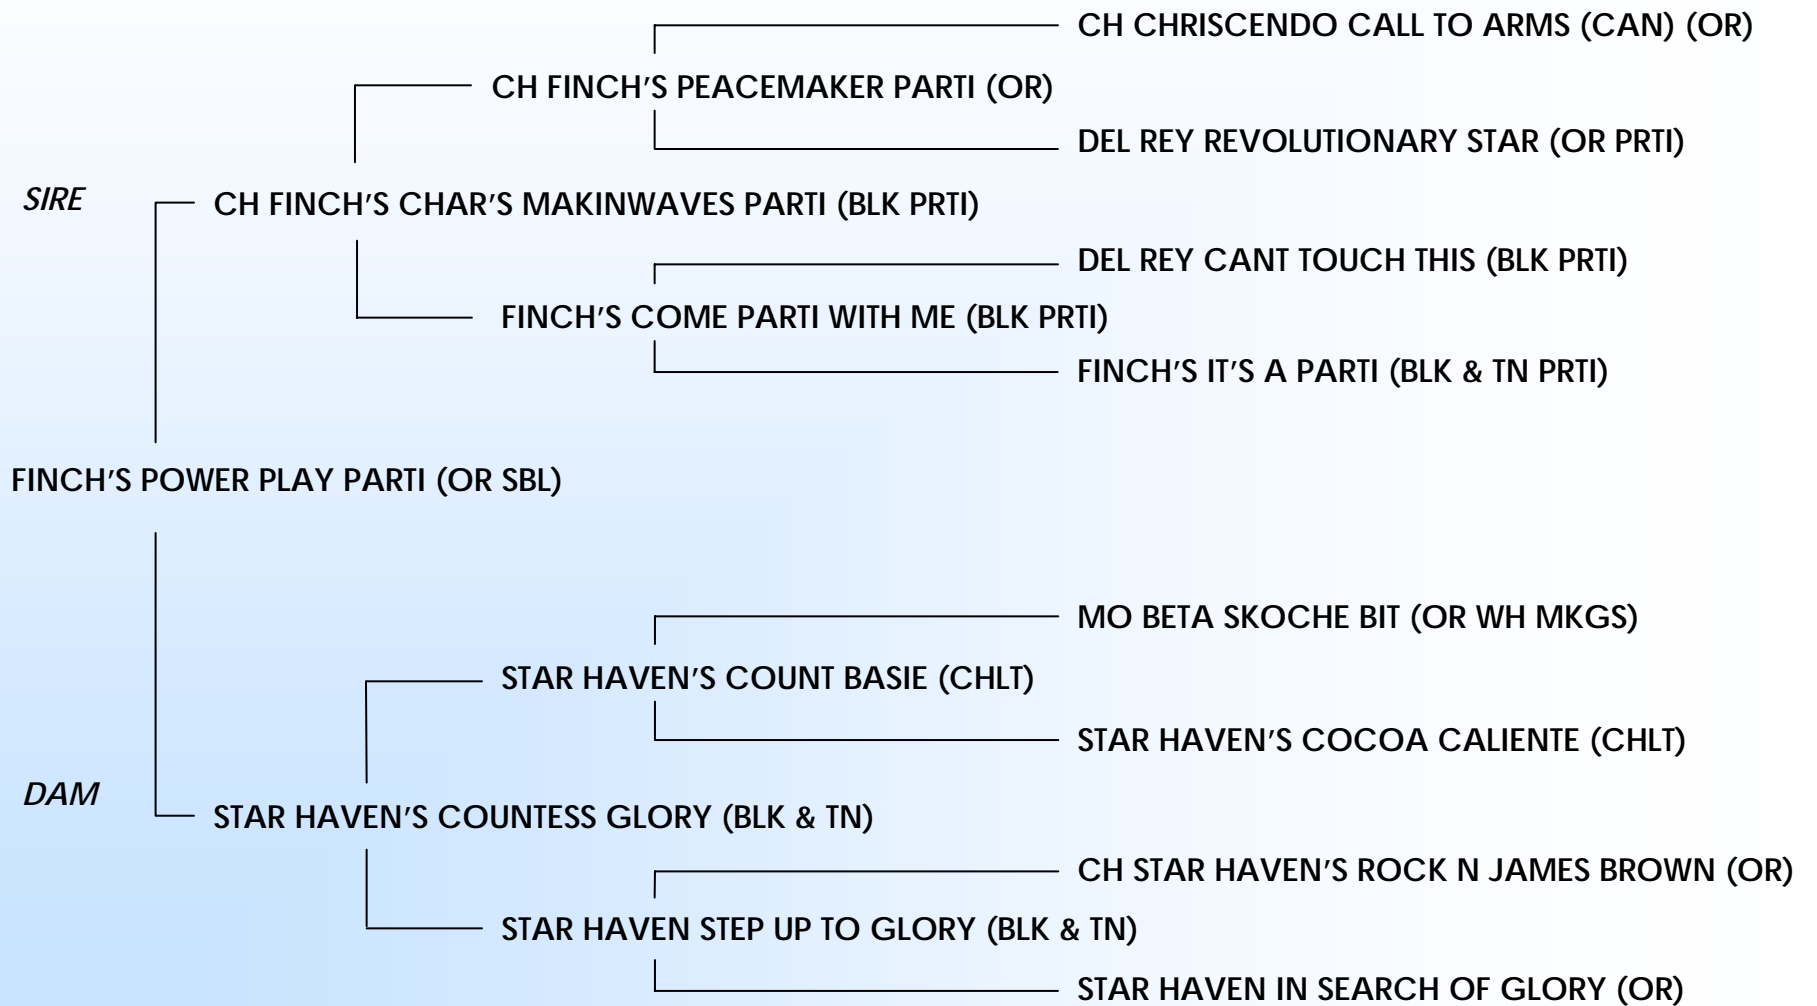 CH CHRISCENDO CALL TO ARMS (CAN) (OR)
CH FINCH’S PEACEMAKER PARTI (OR)
DEL REY REVOLUTIONARY STAR (OR PRTI)
SIRE
CH FINCH’S CHAR’S MAKINWAVES PARTI (BLK PRTI)
DEL REY CANT TOUCH THIS (BLK PRTI)
FINCH’S COME PARTI WITH ME (BLK PRTI)
FINCH’S IT’S A PARTI (BLK & TN PRTI)
FINCH’S POWER PLAY PARTI (OR SBL)
MO BETA SKOCHE BIT (OR WH MKGS)
STAR HAVEN’S COUNT BASIE (CHLT)
STAR HAVEN’S COCOA CALIENTE (CHLT)
DAM
STAR HAVEN’S COUNTESS GLORY (BLK & TN)
CH STAR HAVEN’S ROCK N JAMES BROWN (OR)
STAR HAVEN STEP UP TO GLORY (BLK & TN)
STAR HAVEN IN SEARCH OF GLORY (OR)